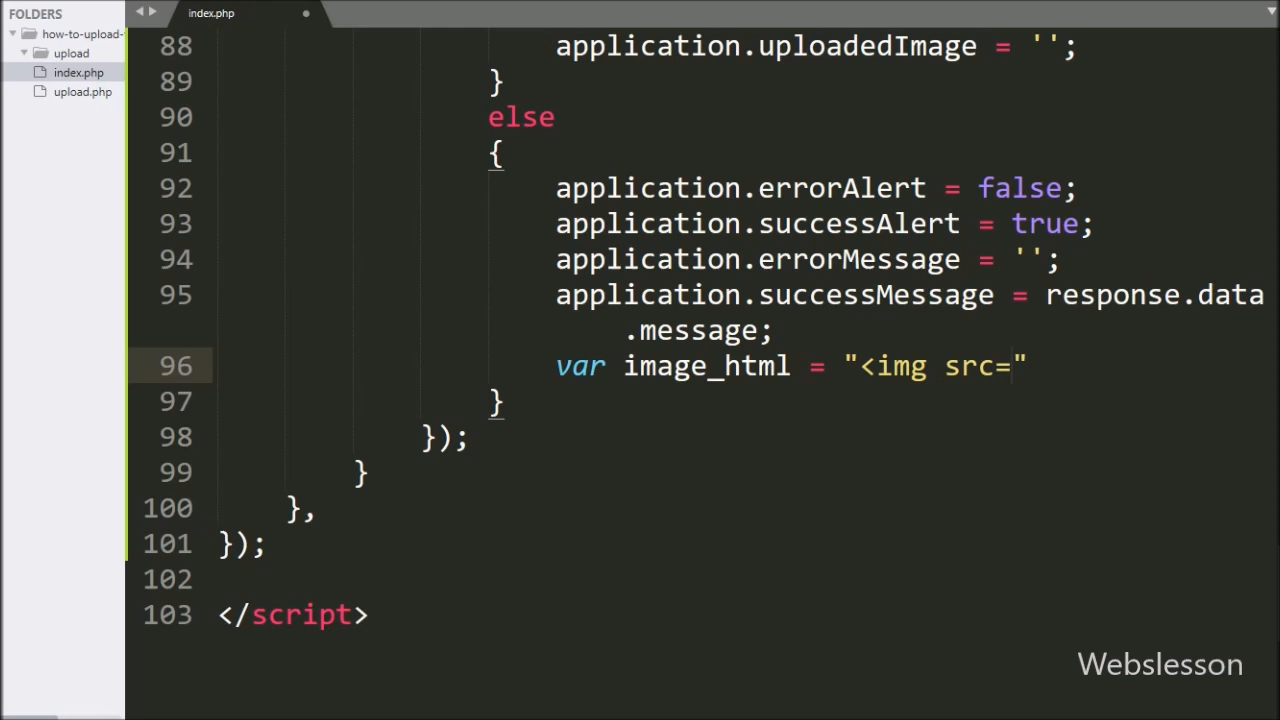 FOLDERS
how-to-upload-
upload
index.php
upload.php
index.php
88 application.uploadedImage = '';
89 }
90 else
91 {
92 application.errorAlert = false;
93 application.successAlert = true;
94 application.errorMessage = '';
95 application.successMessage = response.data
.message;
96 var image_html = "<img src="
97 }
98 });
99 }
100 },
101 });
102
103 </script>
Webslesson